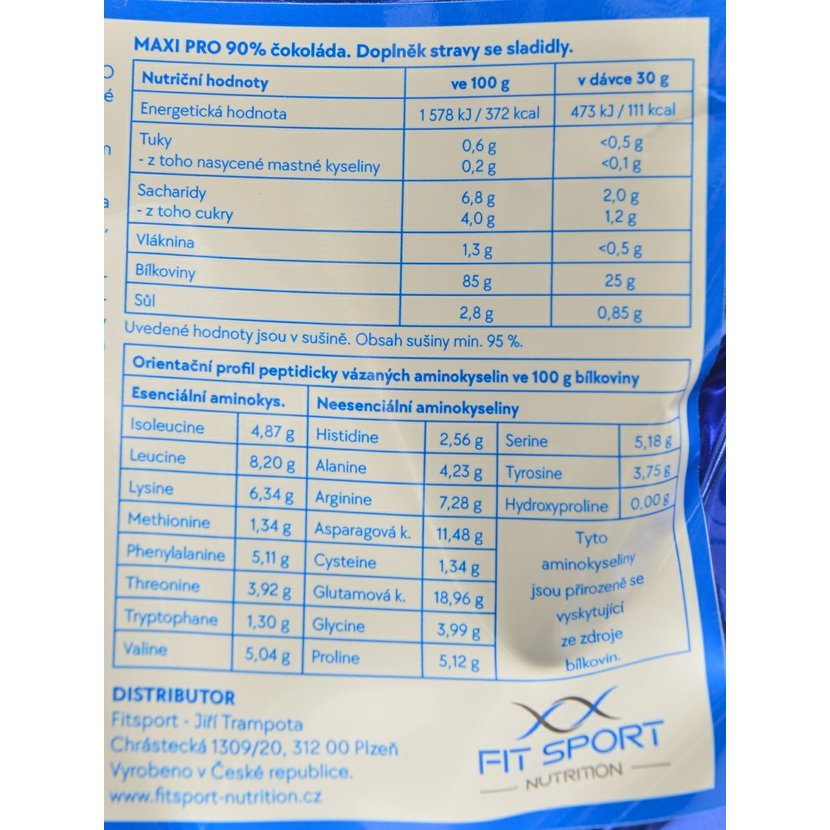 MAXI PRO 90% čokoláda. Doplněk stravy se sladidly.
Nutriční hodnoty ve 100 g v dávce 30 g
Energetická hodnota 1 578 kJ / 372 kcal 473 kJ / 111 kcal
Tuky 0,6 g <0,5 g
- z toho nasycené mastné kyseliny 0,2 g <0,1 g
Sacharidy 6,8 g 2,0 g
- z toho cukry 4,0 g 1,2 g
Vláknina 1,3 g <0,5 g
Bílkoviny 85 g 25 g
Sůl 2,8 g 0,85 g
Uvedené hodnoty jsou v sušině. Obsah sušiny min. 95 %.
Orientační profil peptidicky vázaných aminokyselin ve 100 g bílkoviny
Esenciální aminokys. Neesenciální aminokyseliny
Isoleucine 4,87 g Histidine 2,56 g Serine 5,18 g
Leucine 8,20 g Alanine 4,23 g Tyrosine 3,75 g
Lysine 6,34 g Arginine 7,28 g Hydroxyproline 0,00 g
Methionine 1,34 g Asparagová k. 11,48 g
Phenylalanine 5,11 g Cysteine 1,34 g
Threonine 3,92 g Glutamová k. 18,96 g
Tryptophane 1,30 g Glycine 3,99 g
Valine 5,04 g Proline 5,12 g
Tyto
aminokyseliny
jsou přirozeně se
vyskytující
ze zdroje
bílkovin.
DISTRIBUTOR
Fitsport - Jiří Trampota
Chrástecká 1309/20, 312 00 Plzeň
Vyrobeno v České republice.
www.fitsport-nutrition.cz
FIT SPORT
NUTRITION